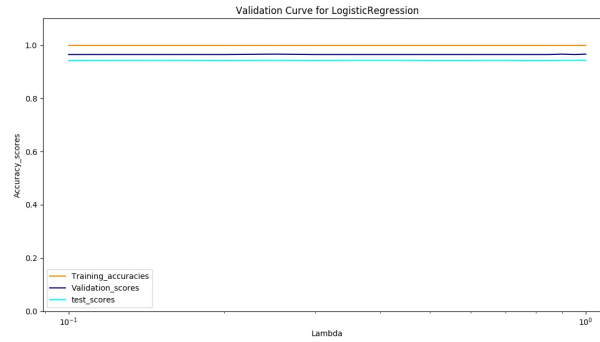 Validation Curve for LogisticRegression
Accuracy_scores
1.0
0.8
0.6
0.4
0.2
0.0
Training_accuracies
Validation_scores
test_scores
10⁻¹
10⁰
Lambda